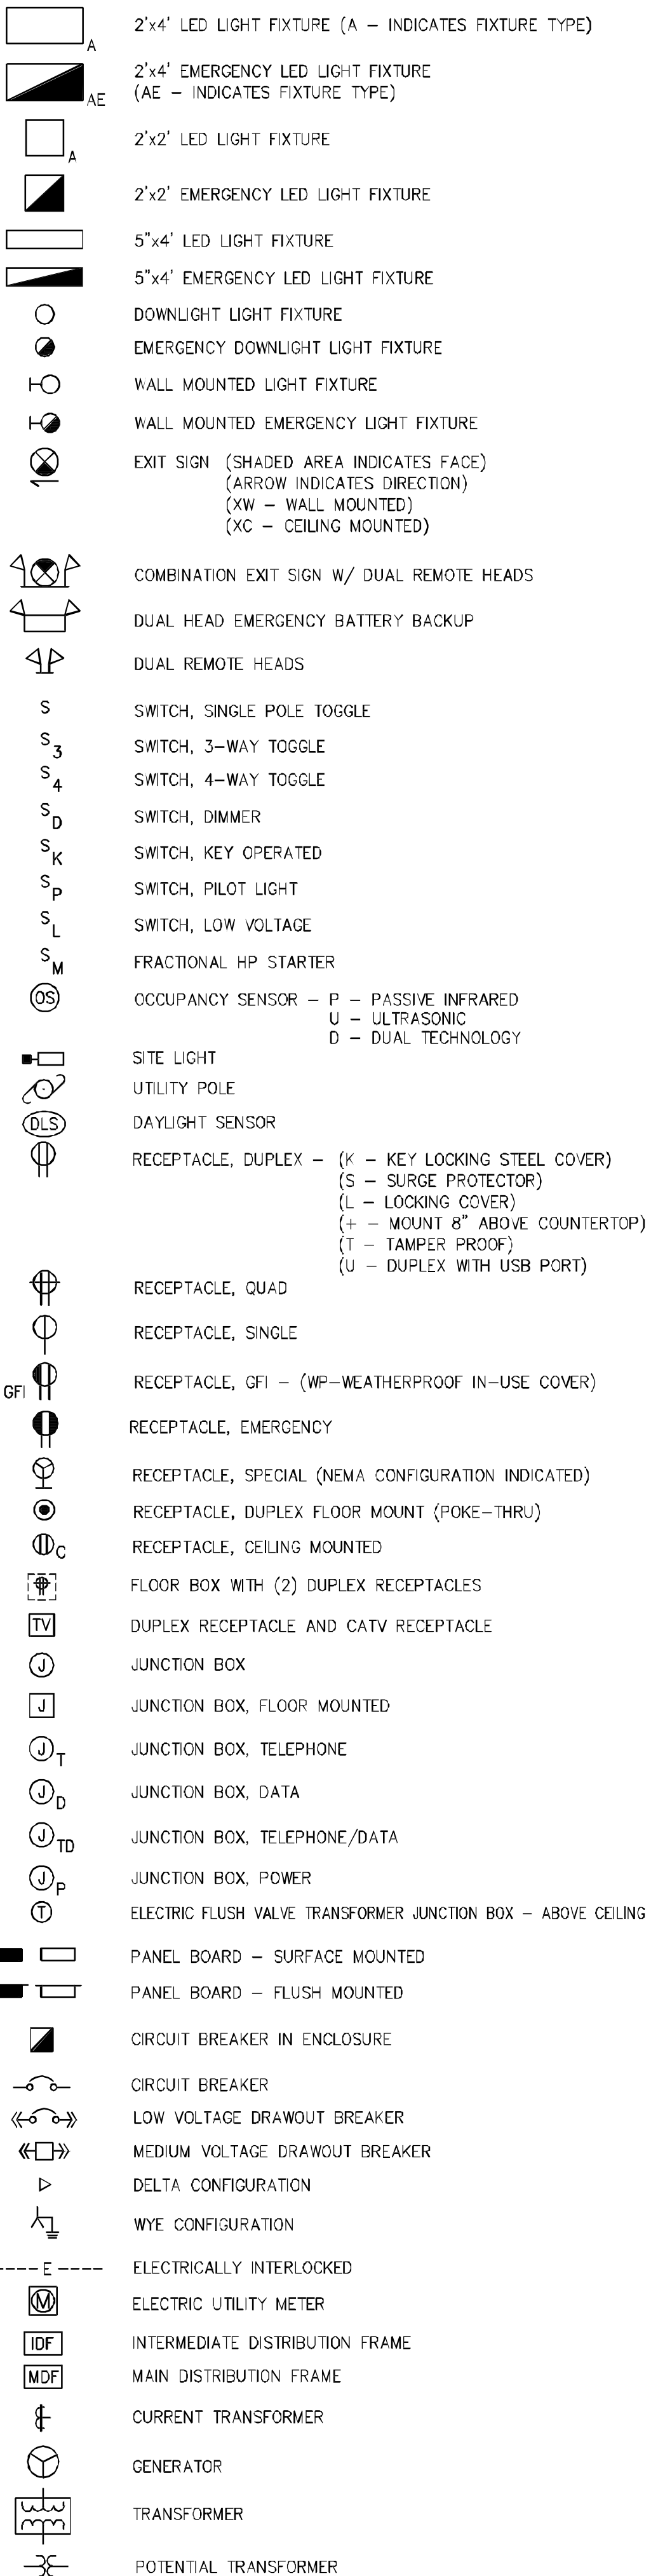 2'x4' LED LIGHT FIXTURE (A – INDICATES FIXTURE TYPE)
A
2'x4' EMERGENCY LED LIGHT FIXTURE
AE (AE – INDICATES FIXTURE TYPE)
2'x2' LED LIGHT FIXTURE
A
2'x2' EMERGENCY LED LIGHT FIXTURE
5"x4' LED LIGHT FIXTURE
5"x4' EMERGENCY LED LIGHT FIXTURE
DOWNLIGHT LIGHT FIXTURE
EMERGENCY DOWNLIGHT LIGHT FIXTURE
WALL MOUNTED LIGHT FIXTURE
WALL MOUNTED EMERGENCY LIGHT FIXTURE
EXIT SIGN (SHADED AREA INDICATES FACE)
(ARROW INDICATES DIRECTION)
(XW – WALL MOUNTED)
(XC – CEILING MOUNTED)
COMBINATION EXIT SIGN W/ DUAL REMOTE HEADS
DUAL HEAD EMERGENCY BATTERY BACKUP
DUAL REMOTE HEADS
S SWITCH, SINGLE POLE TOGGLE
S3 SWITCH, 3–WAY TOGGLE
S4 SWITCH, 4–WAY TOGGLE
SD SWITCH, DIMMER
SK SWITCH, KEY OPERATED
SP SWITCH, PILOT LIGHT
SL SWITCH, LOW VOLTAGE
SM FRACTIONAL HP STARTER
OS OCCUPANCY SENSOR – P – PASSIVE INFRARED
U – ULTRASONIC
D – DUAL TECHNOLOGY
SITE LIGHT
UTILITY POLE
DLS DAYLIGHT SENSOR
RECEPTACLE, DUPLEX – (K – KEY LOCKING STEEL COVER)
(S – SURGE PROTECTOR)
(L – LOCKING COVER)
(+ – MOUNT 8" ABOVE COUNTERTOP)
(T – TAMPER PROOF)
(U – DUPLEX WITH USB PORT)
RECEPTACLE, QUAD
RECEPTACLE, SINGLE
GFI RECEPTACLE, GFI – (WP–WEATHERPROOF IN–USE COVER)
RECEPTACLE, EMERGENCY
RECEPTACLE, SPECIAL (NEMA CONFIGURATION INDICATED)
RECEPTACLE, DUPLEX FLOOR MOUNT (POKE–THRU)
C RECEPTACLE, CEILING MOUNTED
FLOOR BOX WITH (2) DUPLEX RECEPTACLES
TV DUPLEX RECEPTACLE AND CATV RECEPTACLE
J JUNCTION BOX
J JUNCTION BOX, FLOOR MOUNTED
JT JUNCTION BOX, TELEPHONE
JD JUNCTION BOX, DATA
JTD JUNCTION BOX, TELEPHONE/DATA
JP JUNCTION BOX, POWER
T ELECTRIC FLUSH VALVE TRANSFORMER JUNCTION BOX – ABOVE CEILING
PANEL BOARD – SURFACE MOUNTED
PANEL BOARD – FLUSH MOUNTED
CIRCUIT BREAKER IN ENCLOSURE
CIRCUIT BREAKER
LOW VOLTAGE DRAWOUT BREAKER
MEDIUM VOLTAGE DRAWOUT BREAKER
DELTA CONFIGURATION
WYE CONFIGURATION
E ELECTRICALLY INTERLOCKED
M ELECTRIC UTILITY METER
IDF INTERMEDIATE DISTRIBUTION FRAME
MDF MAIN DISTRIBUTION FRAME
CURRENT TRANSFORMER
GENERATOR
TRANSFORMER
POTENTIAL TRANSFORMER